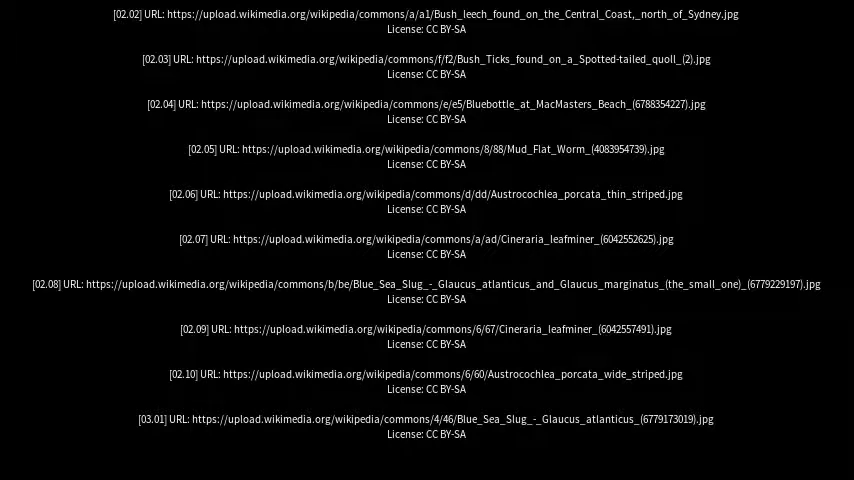 [02.02] URL: https://upload.wikimedia.org/wikipedia/commons/a/a1/Bush_leech_found_on_the_Central_Coast,_north_of_Sydney.jpg
License: CC BY-SA
[02.03] URL: https://upload.wikimedia.org/wikipedia/commons/f/f2/Bush_Ticks_found_on_a_Spotted-tailed_quoll_(2).jpg
License: CC BY-SA
[02.04] URL: https://upload.wikimedia.org/wikipedia/commons/e/e5/Bluebottle_at_MacMasters_Beach_(6788354227).jpg
License: CC BY-SA
[02.05] URL: https://upload.wikimedia.org/wikipedia/commons/8/88/Mud_Flat_Worm_(4083954739).jpg
License: CC BY-SA
[02.06] URL: https://upload.wikimedia.org/wikipedia/commons/d/dd/Austrocochlea_porcata_thin_striped.jpg
License: CC BY-SA
[02.07] URL: https://upload.wikimedia.org/wikipedia/commons/a/ad/Cineraria_leafminer_(6042552625).jpg
License: CC BY-SA
[02.08] URL: https://upload.wikimedia.org/wikipedia/commons/b/be/Blue_Sea_Slug_-_Glaucus_atlanticus_and_Glaucus_marginatus_(the_small_one)_(6779229197).jpg
License: CC BY-SA
[02.09] URL: https://upload.wikimedia.org/wikipedia/commons/6/67/Cineraria_leafminer_(6042557491).jpg
License: CC BY-SA
[02.10] URL: https://upload.wikimedia.org/wikipedia/commons/6/60/Austrocochlea_porcata_wide_striped.jpg
License: CC BY-SA
[03.01] URL: https://upload.wikimedia.org/wikipedia/commons/4/46/Blue_Sea_Slug_-_Glaucus_atlanticus_(6779173019).jpg
License: CC BY-SA